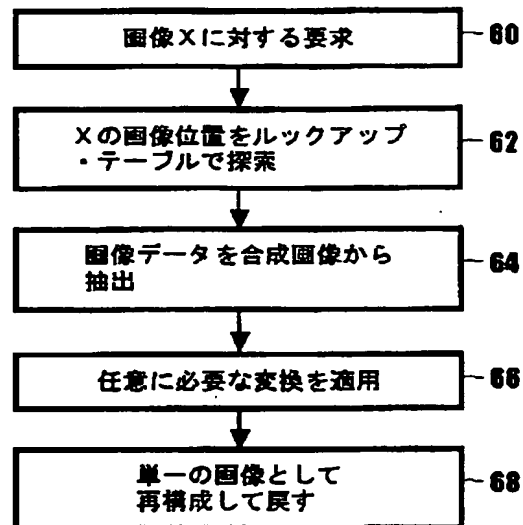 画像Xに対する要求
60
Xの画像位置をルックアップ
・テーブルで探索
62
画像データを合成画像から
抽出
64
任意に必要な変換を適用
66
単一の画像として
再構成して戻す
68